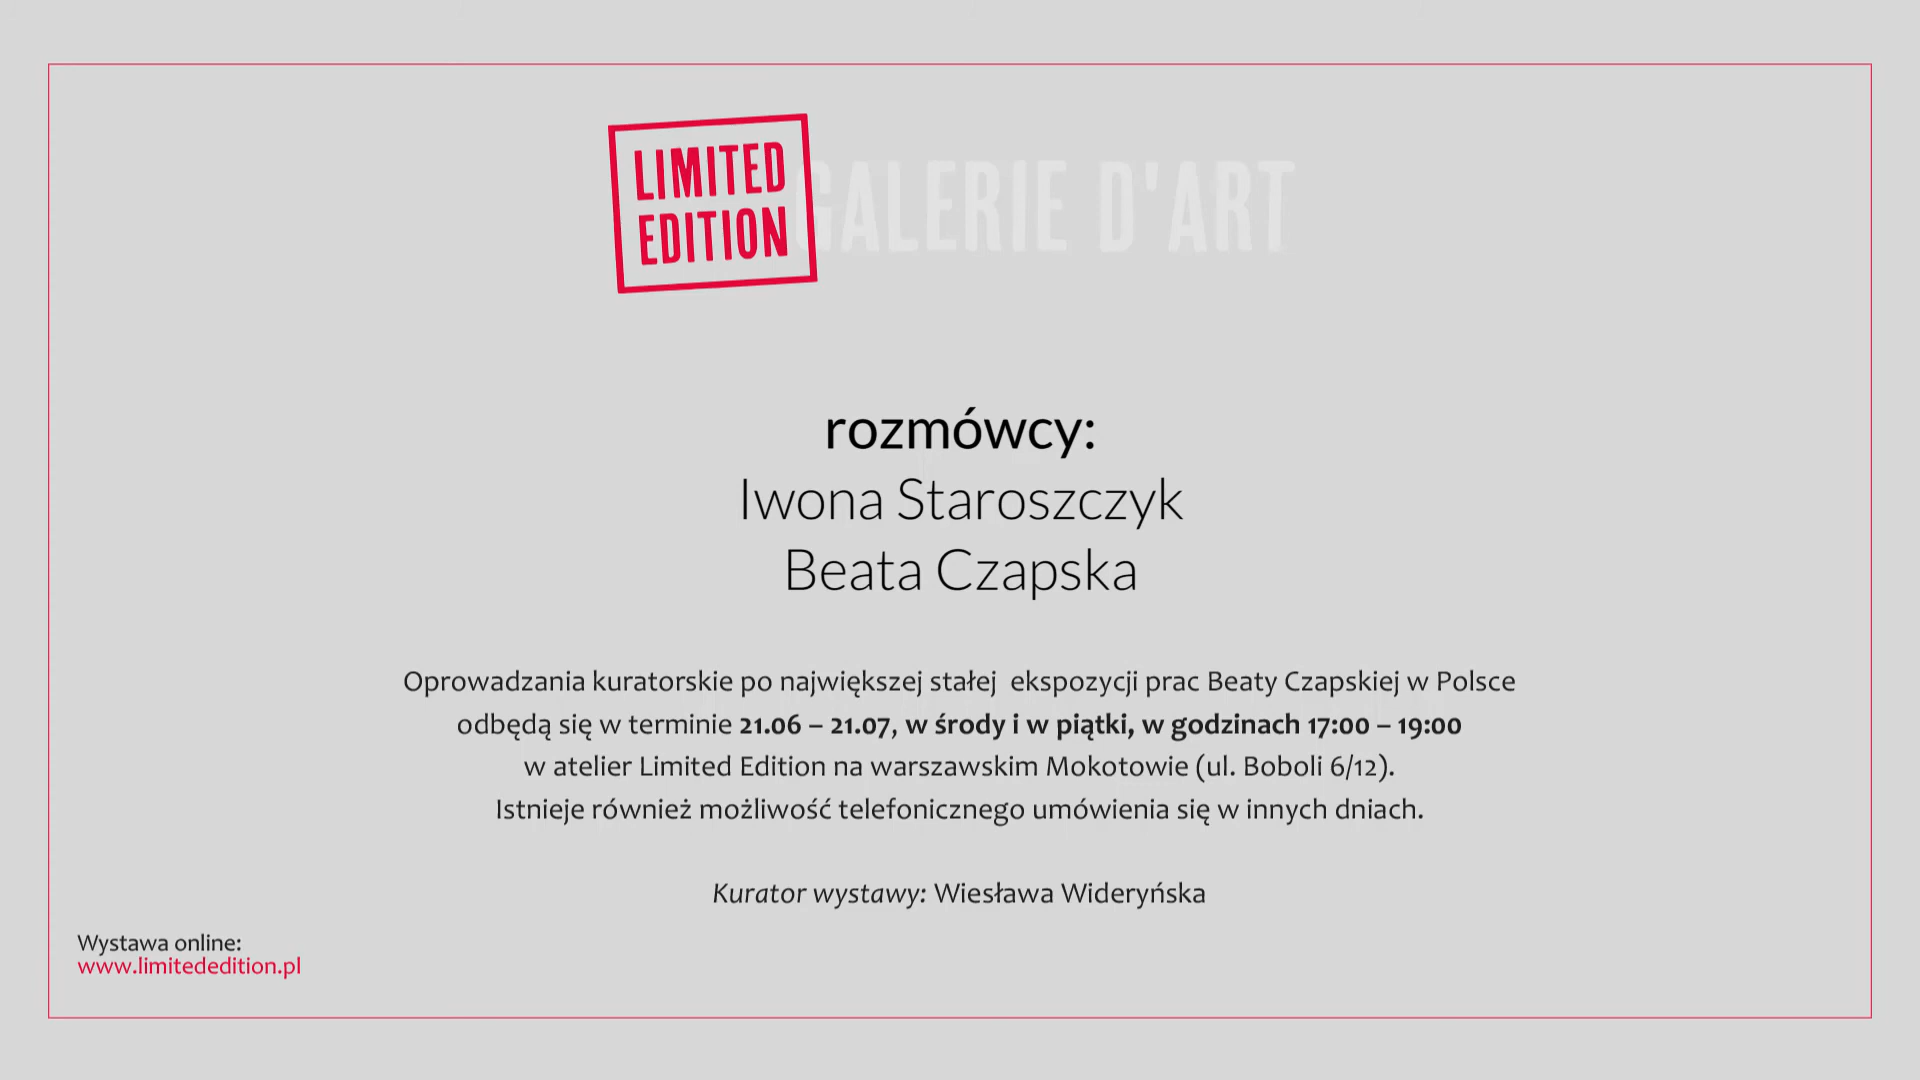 LIMITED
EDITION
GALERIE D'ART
rozmówcy:
Iwona Staroszczyk
Beata Czapska
Oprowadzania kuratorskie po największej stałej ekspozycji prac Beaty Czapskiej w Polsce
odbędą się w terminie 21.06 – 21.07, w środy i w piątki, w godzinach 17:00 – 19:00
w atelier Limited Edition na warszawskim Mokotowie (ul. Boboli 6/12).
Istnieje również możliwość telefonicznego umówienia się w innych dniach.
Kurator wystawy: Wiesława Wideryńska
Wystawa online:
www.limitededition.pl